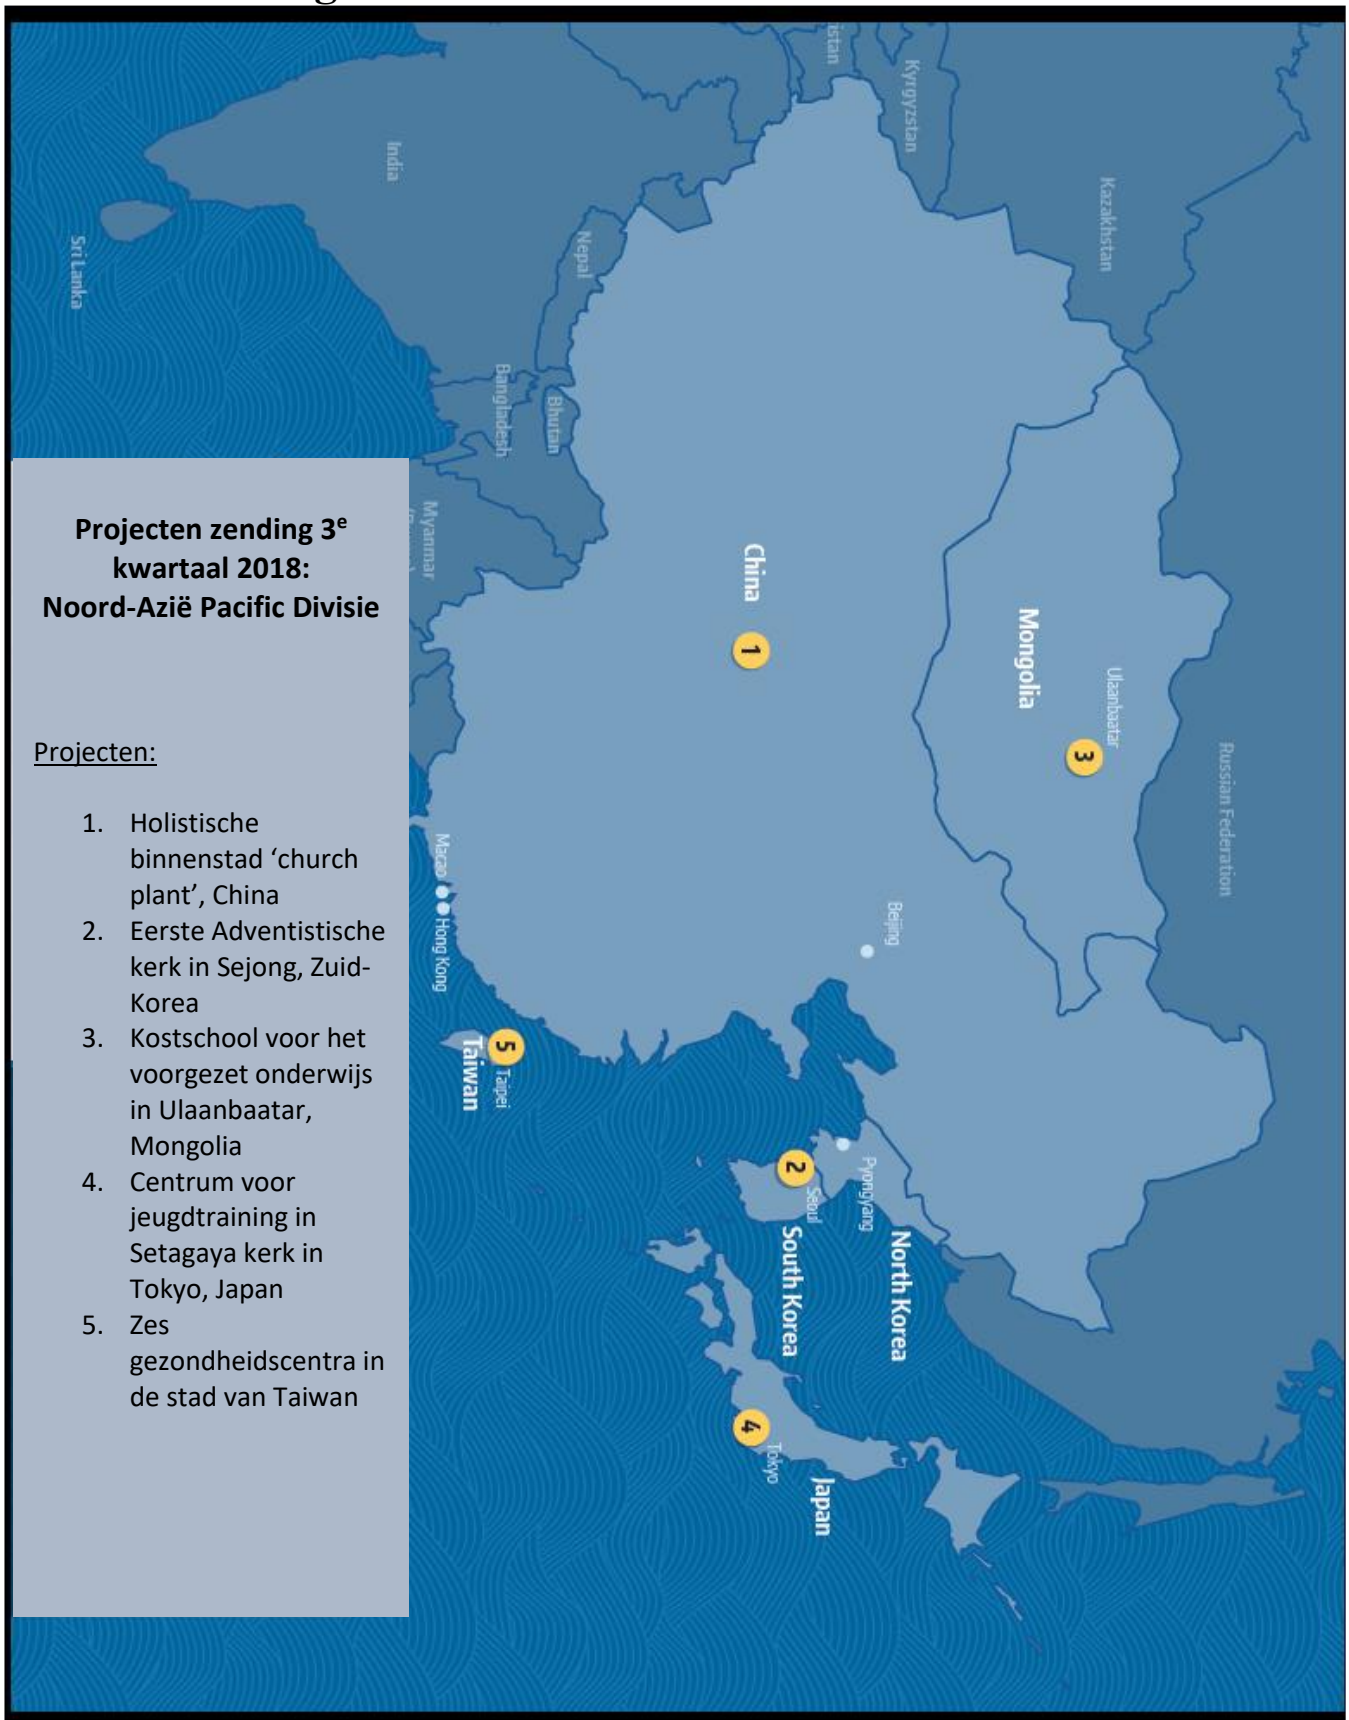 Projecten zending 3e
kwartaal 2018:
Noord-Azië Pacific Divisie
Projecten:
1. Holistische
binnenstad ‘church
plant’, China
2. Eerste Adventistische
kerk in Sejong, Zuid-
Korea
3. Kostschool voor het
voorgezet onderwijs
in Ulaanbaatar,
Mongolia
4. Centrum voor
jeugdtraining in
Setagaya kerk in
Tokyo, Japan
5. Zes
gezondheidscentra in
de stad van Taiwan
Kyrgyzstan
Kazakhstan
Russian Federation
India
Sri Lanka
Nepal
Bhutan
Bangladesh
Myanmar
China
1
Mongolia
Ulaanbaatar
3
Beijing
Macao
Hong Kong
5
Taipei
Taiwan
Pyongyang
North Korea
2
Seoul
South Korea
4
Tokyo
Japan